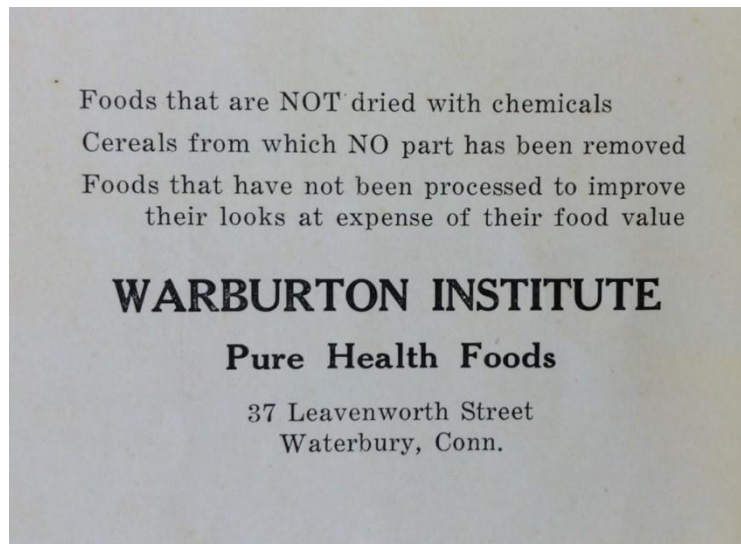 Foods that are NOT dried with chemicals
Cereals from which NO part has been removed
Foods that have not been processed to improve
their looks at expense of their food value
WARBURTON INSTITUTE
Pure Health Foods
37 Leavenworth Street
Waterbury, Conn.